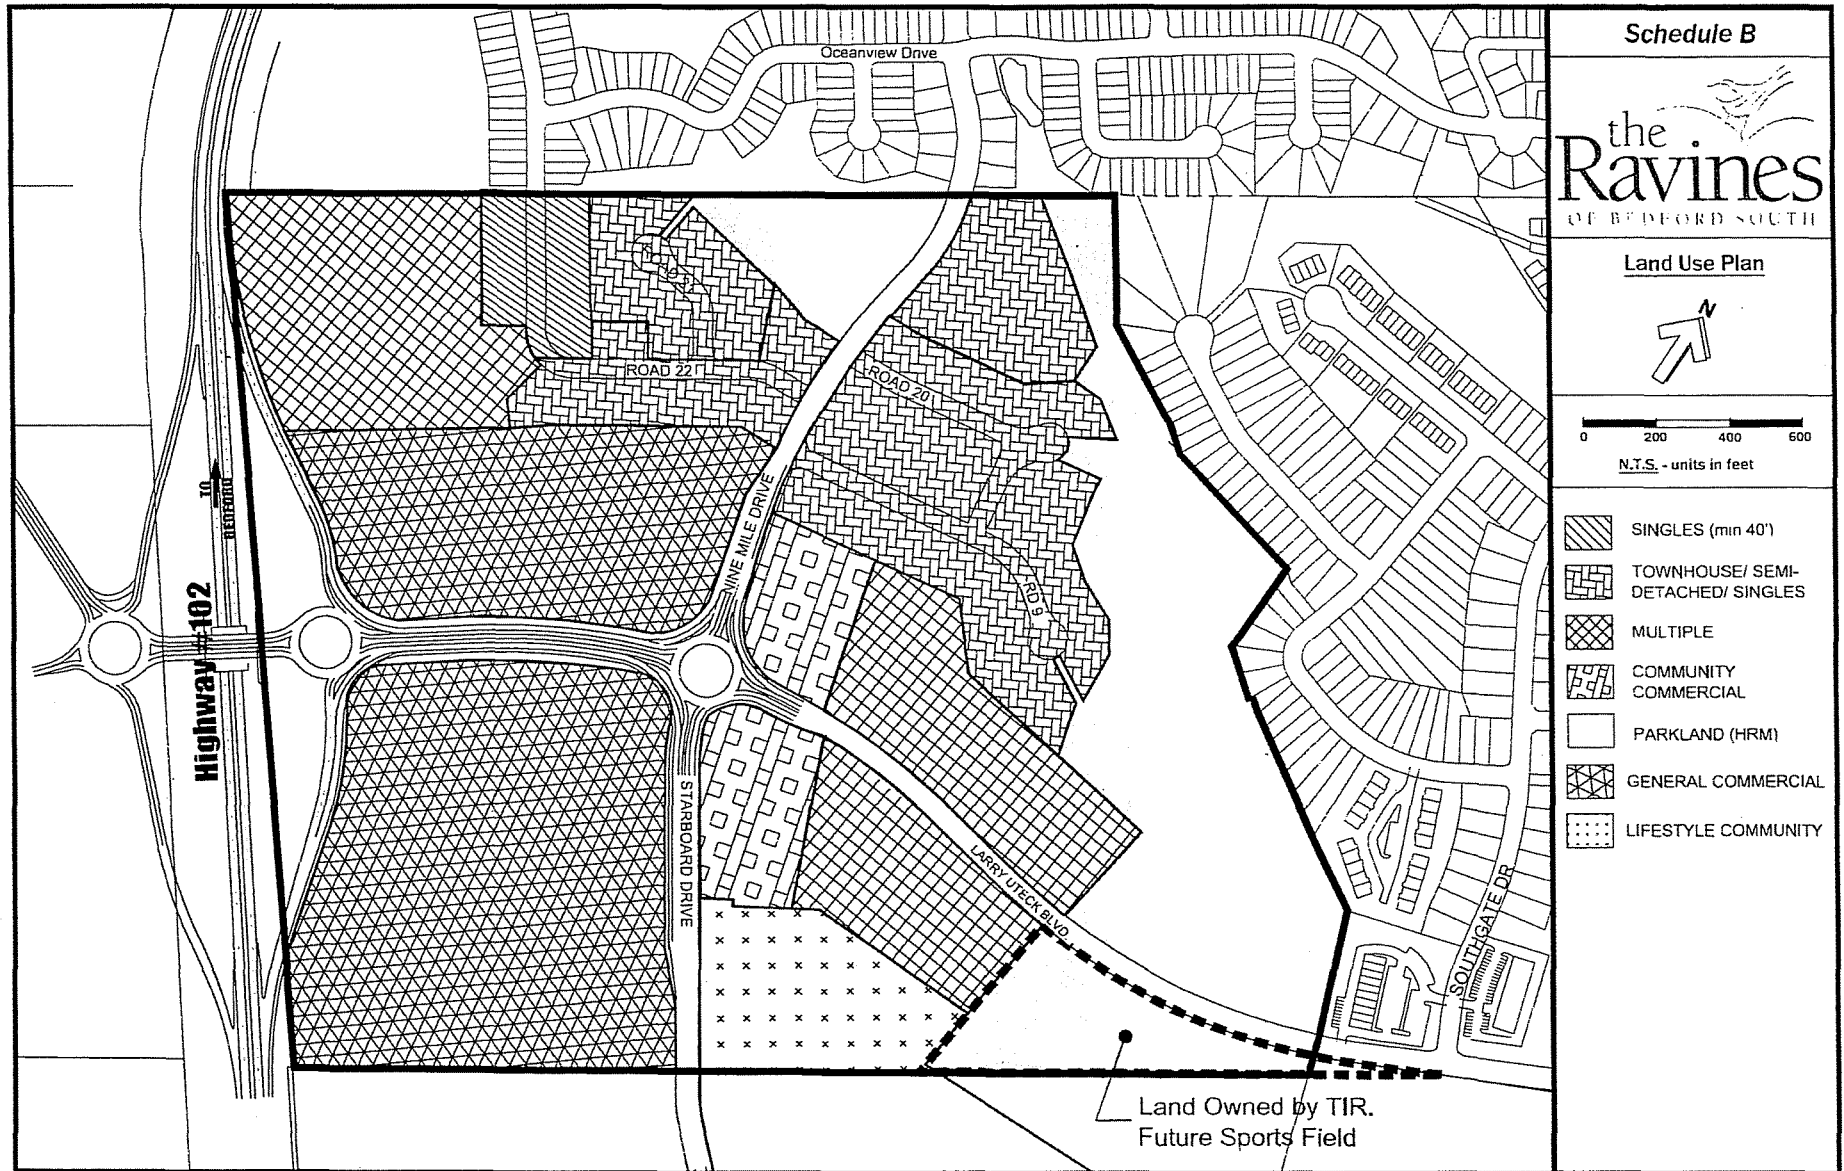 Schedule B
the
Ravines
OF BEDFORD SOUTH
Land Use Plan
N
0 200 400 600
N.T.S. - units in feet
SINGLES (min 40')
TOWNHOUSE/ SEMI-
DETACHED/ SINGLES
MULTIPLE
COMMUNITY
COMMERCIAL
PARKLAND (HRM)
GENERAL COMMERCIAL
LIFESTYLE COMMUNITY
Oceanview Drive
ROAD 22
ROAD 20
NINE MILE DRIVE
RD 9
TO
BEDFORD
Highway #102
STARBOARD DRIVE
LARRY UTECK BLVD.
SOUTHGATE DR
Land Owned by TIR.
Future Sports Field